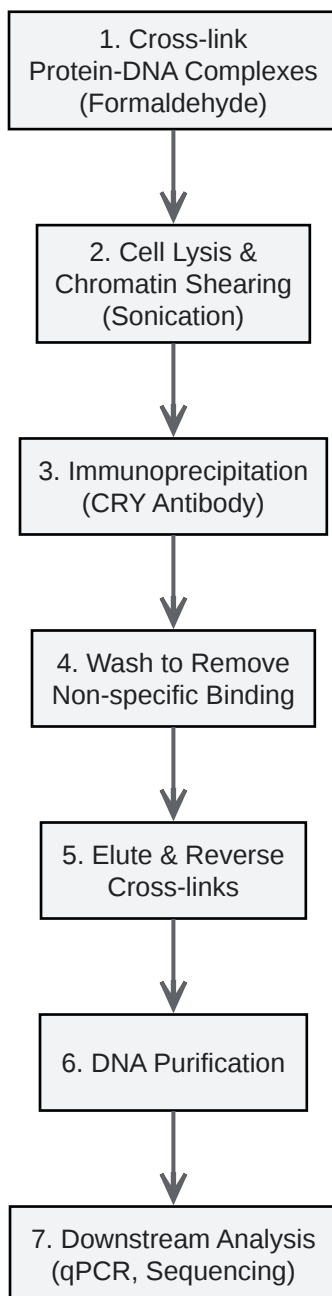 1. Cross-link
Protein-DNA Complexes
(Formaldehyde)
2. Cell Lysis &
Chromatin Shearing
(Sonication)
3. Immunoprecipitation
(CRY Antibody)
4. Wash to Remove
Non-specific Binding
5. Elute & Reverse
Cross-links
6. DNA Purification
7. Downstream Analysis
(qPCR, Sequencing)